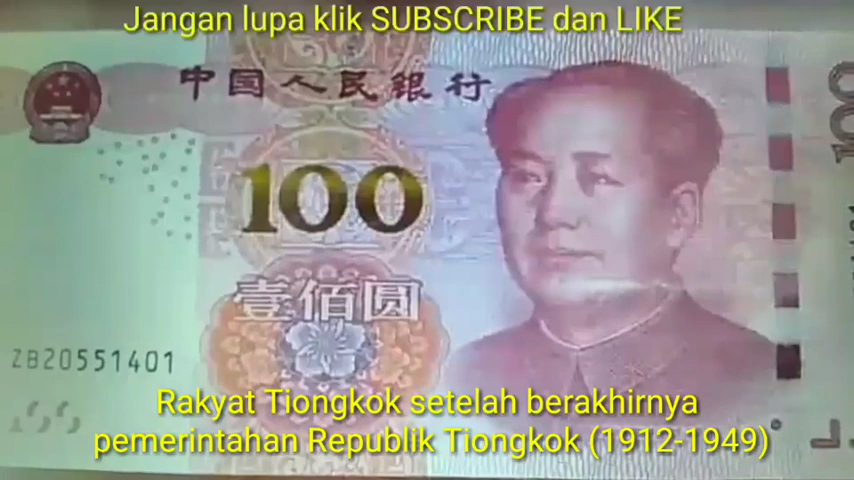 Jangan lupa klik SUBSCRIBE dan LIKE
中国人民银行
100
100
壹佰圆
ZB20551401
Rakyat Tiongkok setelah berakhirnya
pemerintahan Republik Tiongkok (1912-1949)